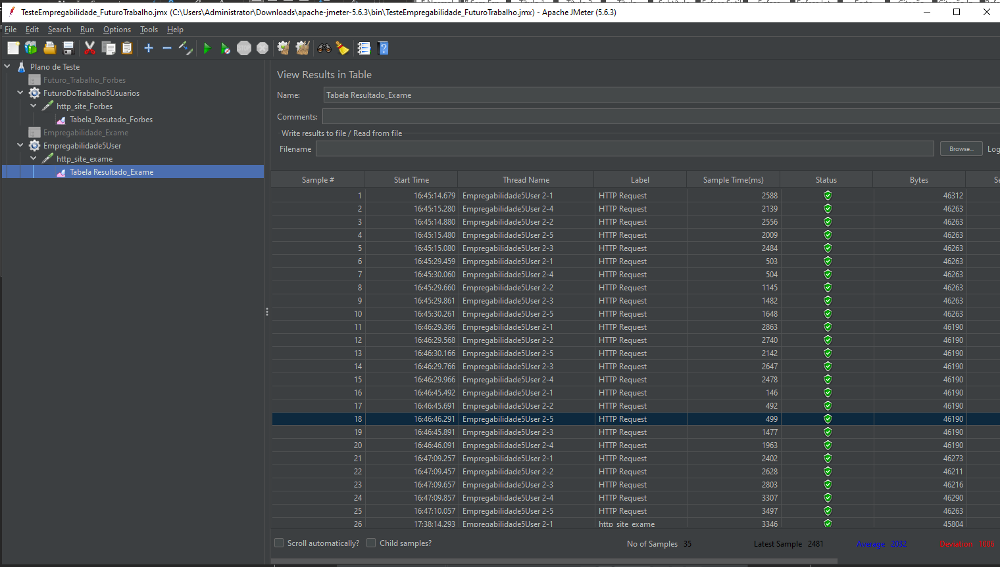 TesteEmpregabilidade_FuturoTrabalho.jmx (C:\Users\Administrator\Downloads\apache-jmeter-5.6.3\bin\TesteEmpregabilidade_FuturoTrabalho.jmx) - Apache JMeter (5.6.3)
File Edit Search Run Options Tools Help
STOP
Plano de Teste
Futuro_Trabalho_Forbes
FuturoDoTrabalho5Usuarios
http_site_Forbes
Tabela_Resutado_Forbes
Empregabilidade_Exame
Empregabilidade5User
http_site_exame
Tabela Resultado_Exame
View Results in Table
Name: Tabela Resultado_Exame
Comments:
Write results to file / Read from file
Filename Browse... Log
Sample # Start Time Thread Name Label Sample Time(ms) Status Bytes Se
1 16:45:14.679 Empregabilidade5User 2-1 HTTP Request 2588 46312
2 16:45:15.280 Empregabilidade5User 2-4 HTTP Request 2139 46263
3 16:45:14.880 Empregabilidade5User 2-2 HTTP Request 2556 46263
4 16:45:15.480 Empregabilidade5User 2-5 HTTP Request 2009 46263
5 16:45:15.080 Empregabilidade5User 2-3 HTTP Request 2484 46263
6 16:45:29.459 Empregabilidade5User 2-1 HTTP Request 503 46263
7 16:45:30.060 Empregabilidade5User 2-4 HTTP Request 504 46263
8 16:45:29.660 Empregabilidade5User 2-2 HTTP Request 1145 46263
9 16:45:29.861 Empregabilidade5User 2-3 HTTP Request 1482 46263
10 16:45:30.261 Empregabilidade5User 2-5 HTTP Request 1648 46263
11 16:46:29.366 Empregabilidade5User 2-1 HTTP Request 2863 46190
12 16:46:29.568 Empregabilidade5User 2-2 HTTP Request 2740 46190
13 16:46:30.166 Empregabilidade5User 2-5 HTTP Request 2142 46190
14 16:46:29.766 Empregabilidade5User 2-3 HTTP Request 2647 46190
15 16:46:29.966 Empregabilidade5User 2-4 HTTP Request 2478 46190
16 16:46:45.492 Empregabilidade5User 2-1 HTTP Request 146 46190
17 16:46:45.691 Empregabilidade5User 2-2 HTTP Request 492 46190
18 16:46:46.291 Empregabilidade5User 2-5 HTTP Request 499 46190
19 16:46:45.891 Empregabilidade5User 2-3 HTTP Request 1477 46190
20 16:46:46.091 Empregabilidade5User 2-4 HTTP Request 1963 46190
21 16:47:09.257 Empregabilidade5User 2-1 HTTP Request 2402 46273
22 16:47:09.457 Empregabilidade5User 2-2 HTTP Request 2628 46211
23 16:47:09.657 Empregabilidade5User 2-3 HTTP Request 2803 46216
24 16:47:09.857 Empregabilidade5User 2-4 HTTP Request 3307 46290
25 16:47:10.057 Empregabilidade5User 2-5 HTTP Request 3497 46263
26 17:38:14.293 Empregabilidade5User 2-1 http_site_exame 3346 45804
Scroll automatically? Child samples? No of Samples 35 Latest Sample 2481 Average 2032 Deviation 1006